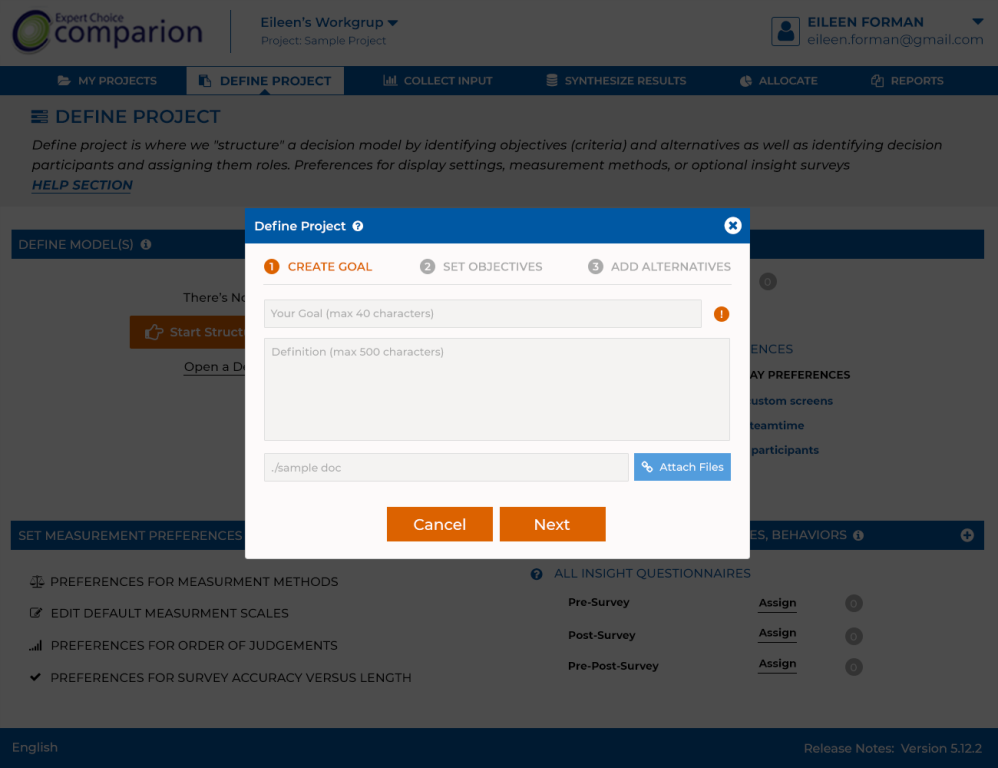 Expert Choice
comparion
Eileen's Workgrup
Project: Sample Project
EILEEN FORMAN
eileen.forman@gmail.com
MY PROJECTS
DEFINE PROJECT
COLLECT INPUT
SYNTHESIZE RESULTS
ALLOCATE
REPORTS
DEFINE PROJECT
Define project is where we "structure" a decision model by identifying objectives (criteria) and alternatives as well as identifying decision
participants and assigning them roles. Preferences for display settings, measurement methods, or optional insight surveys
HELP SECTION
Define Project ?
DEFINE MODEL(S)
1 CREATE GOAL
2 SET OBJECTIVES
3 ADD ALTERNATIVES
0
There's No
Your Goal (max 40 characters)
!
Start Struct
Definition (max 500 characters)
ENCES
Open a De
AY PREFERENCES
ustom screens
teamtime
participants
./sample doc
Attach Files
Cancel
Next
SET MEASUREMENT PREFERENCES
ES, BEHAVIORS
PREFERENCES FOR MEASURMENT METHODS
EDIT DEFAULT MEASURMENT SCALES
PREFERENCES FOR ORDER OF JUDGEMENTS
PREFERENCES FOR SURVEY ACCURACY VERSUS LENGTH
? ALL INSIGHT QUESTIONNAIRES
Pre-Survey Assign 0
Post-Survey Assign 0
Pre-Post-Survey Assign 0
English
Release Notes: Version 5.12.2